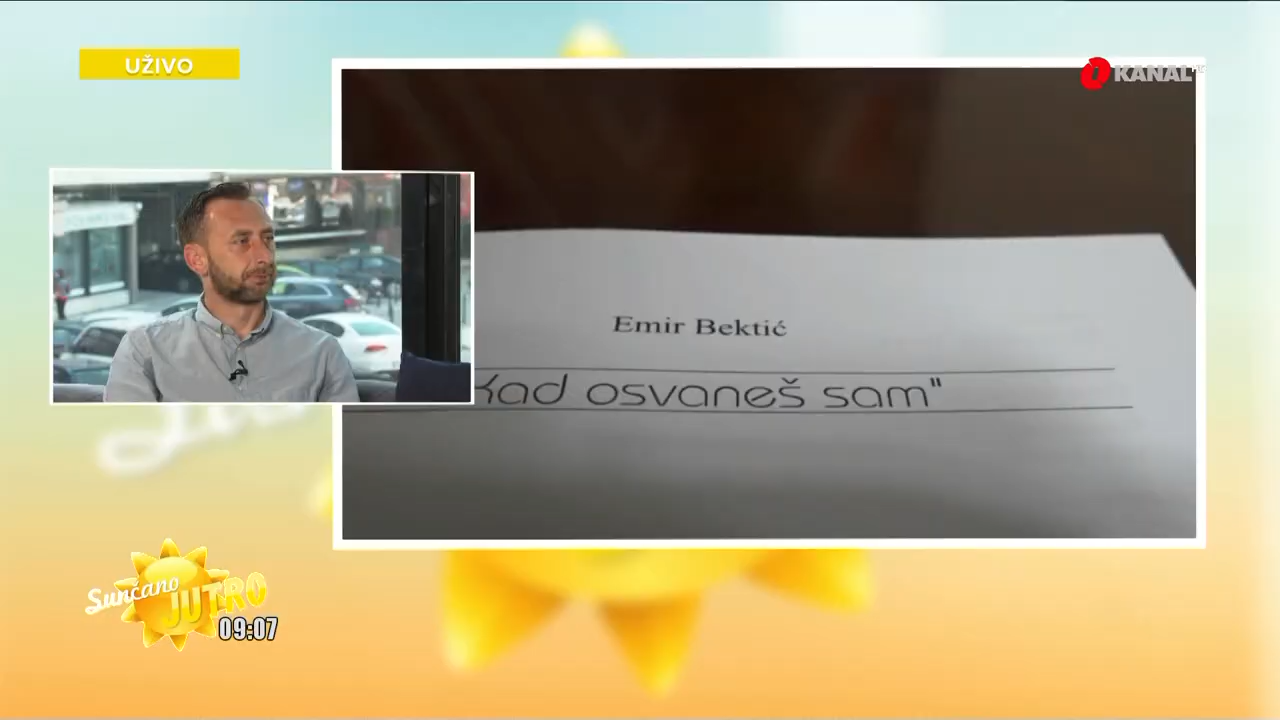 UŽIVO
KANAL
Emir Bektić
Kad osvaneš sam"
Sunčano
JUTRO
09:07